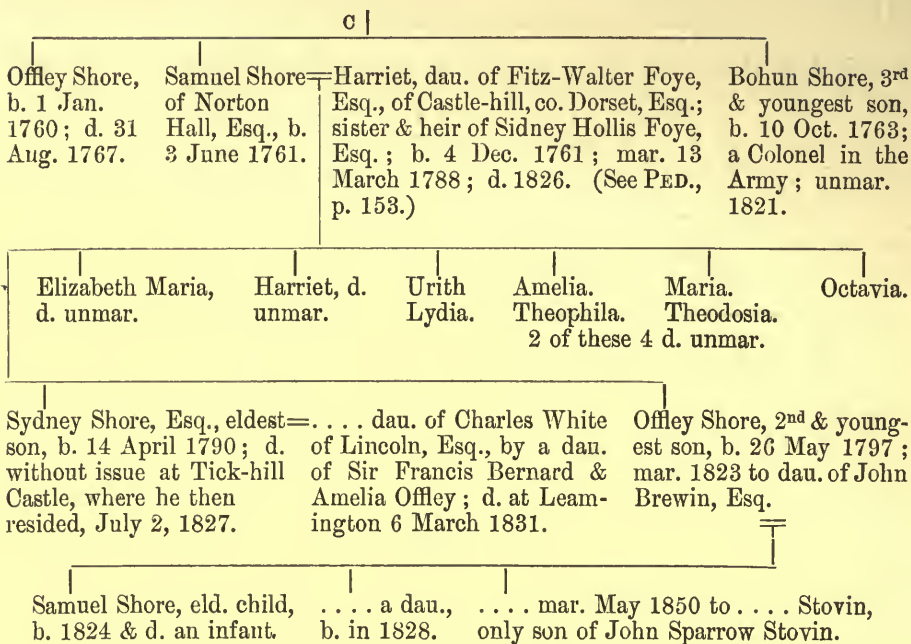 C
Offley Shore,
b. 1 Jan.
1760; d. 31
Aug. 1767.
Samuel Shore=
of Norton
Hall, Esq., b.
3 June 1761.
Harriet, dau. of Fitz-Walter Foye,
Esq., of Castle-hill, co. Dorset, Esq.;
sister & heir of Sidney Hollis Foye,
Esq.; b. 4 Dec. 1761; mar. 13
March 1788; d. 1826. (See PED.,
p. 153.)
Bohun Shore, 3rd
& youngest son,
b. 10 Oct. 1763;
a Colonel in the
Army; unmar.
1821.
Elizabeth Maria,
d. unmar.
Harriet, d.
unmar.
Urith
Lydia.
Amelia.
Theophila.
Maria.
Theodosia.
2 of these 4 d. unmar.
Octavia.
Sydney Shore, Esq., eldest=
son, b. 14 April 1790; d.
without issue at Tick-hill
Castle, where he then
resided, July 2, 1827.
. . . . dau. of Charles White
of Lincoln, Esq., by a dau.
of Sir Francis Bernard &
Amelia Offley; d. at Leam-
ington 6 March 1831.
Offley Shore, 2nd & young-
est son, b. 26 May 1797;
mar. 1823 to dau. of John
Brewin, Esq.
Samuel Shore, eld. child,
b. 1824 & d. an infant.
. . . . a dau.,
b. in 1828.
. . . . mar. May 1850 to . . . . Stovin,
only son of John Sparrow Stovin.